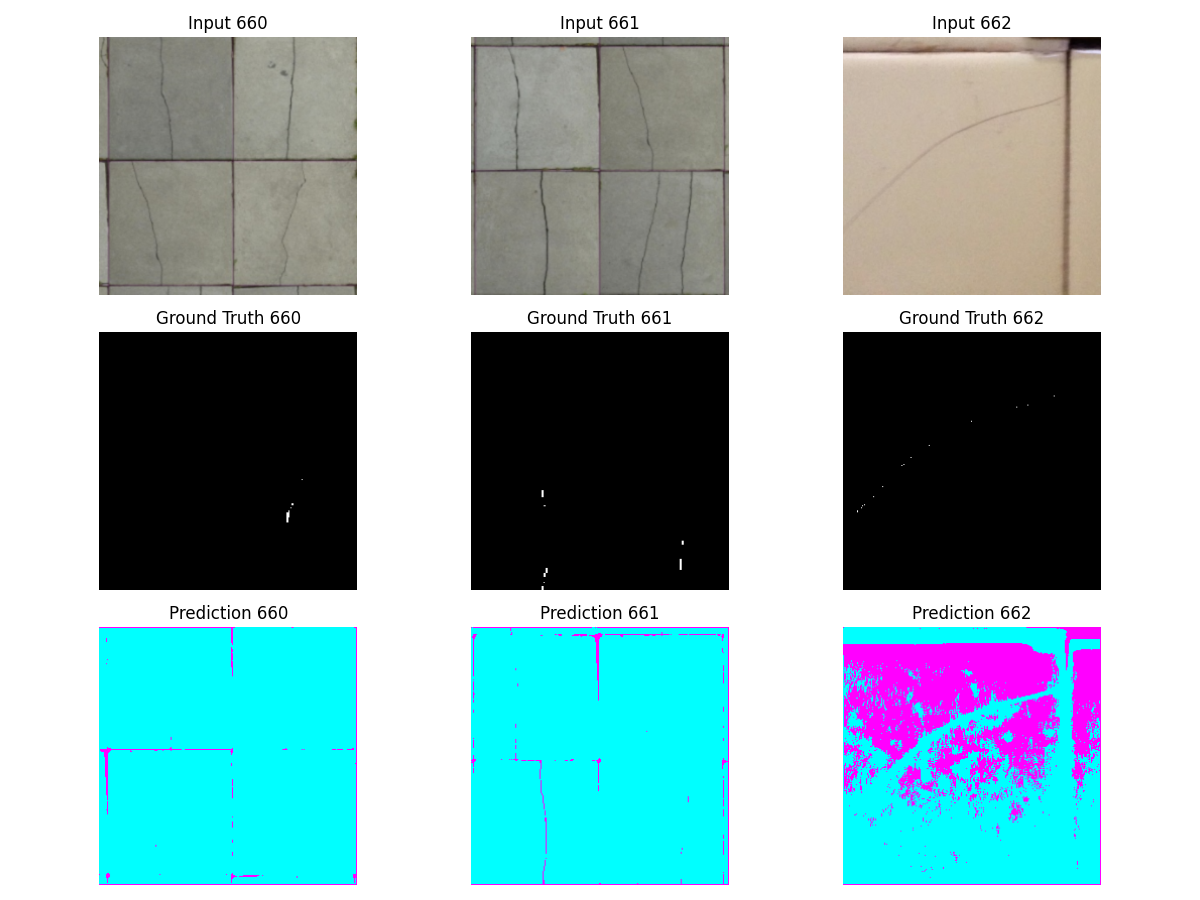 Input 660
Input 661
Input 662
Ground Truth 660
Ground Truth 661
Ground Truth 662
Prediction 660
Prediction 661
Prediction 662